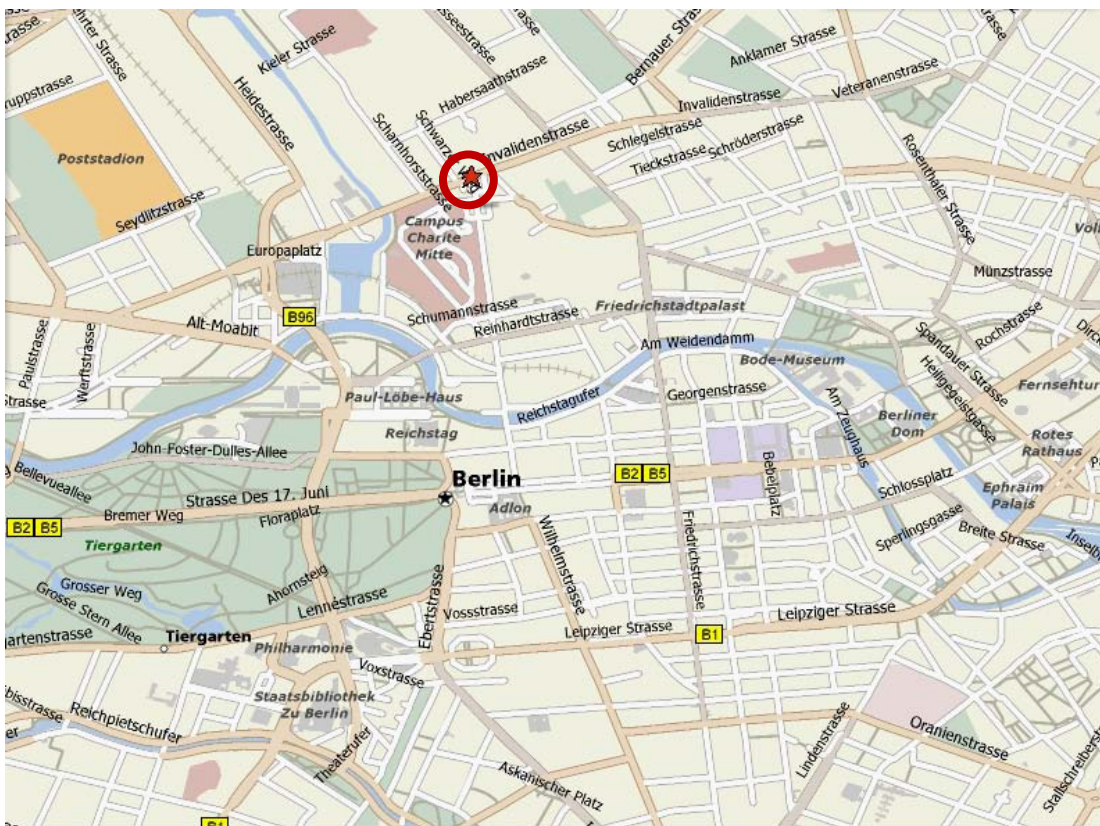 Kieler Strasse
Habersaathstrasse
Anklamer Strasse
Veteranenstrasse
Invalidenstrasse
Heidestrasse
Scharnhorststrasse
Invalidenstrasse
Schlegelstrasse
Tieckstrasse
Schröderstrasse
Rosenthaler Strasse
Poststadion
Seydlitzstrasse
Campus
Charite
Mitte
Europaplatz
Münzstrasse
B96
Alt-Moabit
Schumannstrasse
Reinhardtstrasse
Friedrichstadtpalast
Rochstrasse
Spandauer Strasse
Heiligegeistgasse
Paulstrasse
Werftstrasse
Am Weidendamm
Bode-Museum
Georgenstrasse
Paul-Löbe-Haus
Reichstagufer
Am Zeughaus
Berliner
Dom
Reichstag
Rotes
Rathaus
John-Foster-Dulles-Allee
Bellevueallee
Strasse Des 17. Juni
Berlin
B2 B5
Bebelplatz
Schlossplatz
Ephraim
Palais
Adlon
Bremer Weg
Floraplatz
B2 B5
Tiergarten
Wilhelmstrasse
Friedrichstrasse
Sperlingsgasse
Breite Strasse
Grosser Weg
Grosse Stern Allee
Ahornsteig
Lennéstrasse
Ebertstrasse
Vossstrasse
Leipziger Strasse
Leipziger Strasse
B1
Tiergarten
Philharmonie
Voxstrasse
Staatsbibliothek
Zu Berlin
Reichpietschufer
Theaterufer
Askanischer Platz
Lindenstrasse
Oranienstrasse